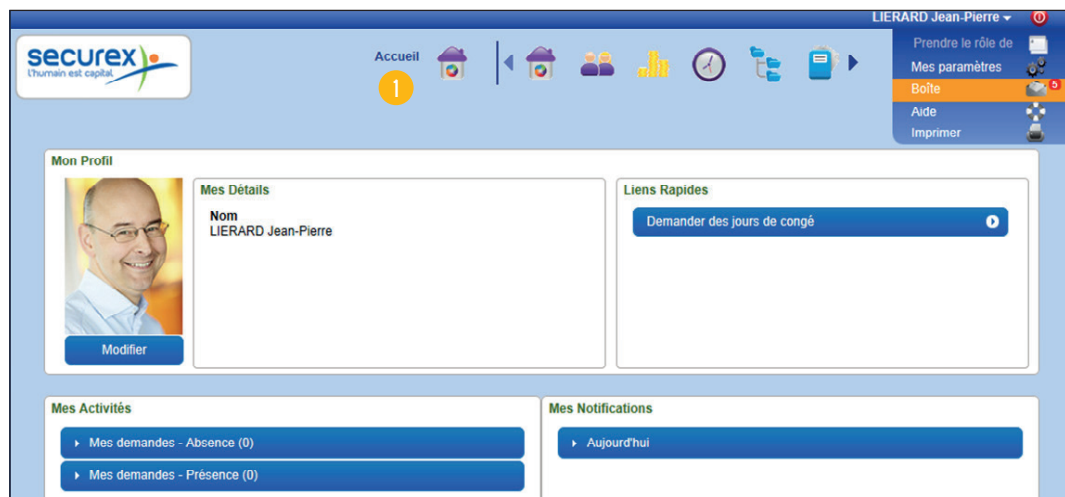 LIERARD Jean-Pierre
securex
l'humain est capital
Accueil
1
Prendre le rôle de
Mes paramètres
Boîte
5
Aide
Imprimer
Mon Profil
Mes Détails
Nom
LIERARD Jean-Pierre
Liens Rapides
Demander des jours de congé
Modifier
Mes Activités
Mes demandes - Absence (0)
Mes demandes - Présence (0)
Mes Notifications
Aujourd'hui